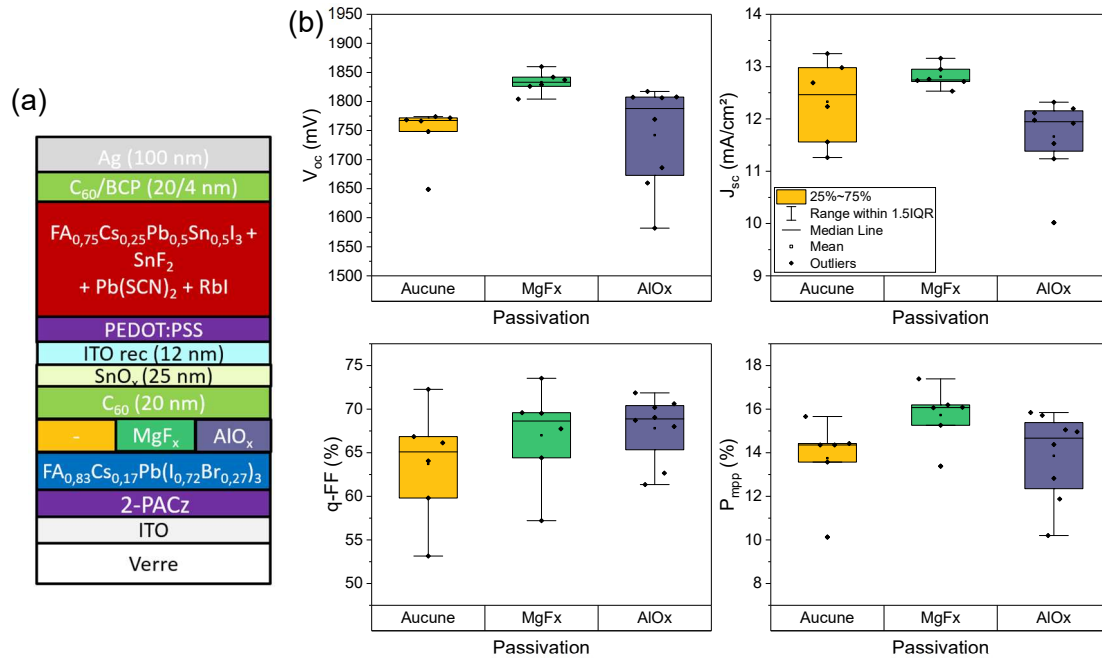 (a)
Ag (100 nm)
C₆₀/BCP (20/4 nm)
FA₀,₇₅Cs₀,₂₅Pb₀,₅Sn₀,₅I₃ +
SnF₂
+ Pb(SCN)₂ + RbI
PEDOT:PSS
ITO rec (12 nm)
SnOₓ (25 nm)
C₆₀ (20 nm)
- MgFₓ AlOₓ
FA₀,₈₃Cs₀,₁₇Pb(I₀,₇₂Br₀,₂₇)₃
2-PACz
ITO
Verre
(b)
1950
1900
1850
1800
1750
1700
1650
1600
1550
1500
Vₒc (mV)
Aucune MgFx AlOx
Passivation
14
13
12
11
10
9
Jsc (mA/cm²)
25%~75%
Range within 1.5IQR
Median Line
Mean
Outliers
Aucune MgFx AlOx
Passivation
75
70
65
60
55
50
q-FF (%)
Aucune MgFx AlOx
Passivation
18
16
14
12
10
8
Pmpp (%)
Aucune MgFx AlOx
Passivation